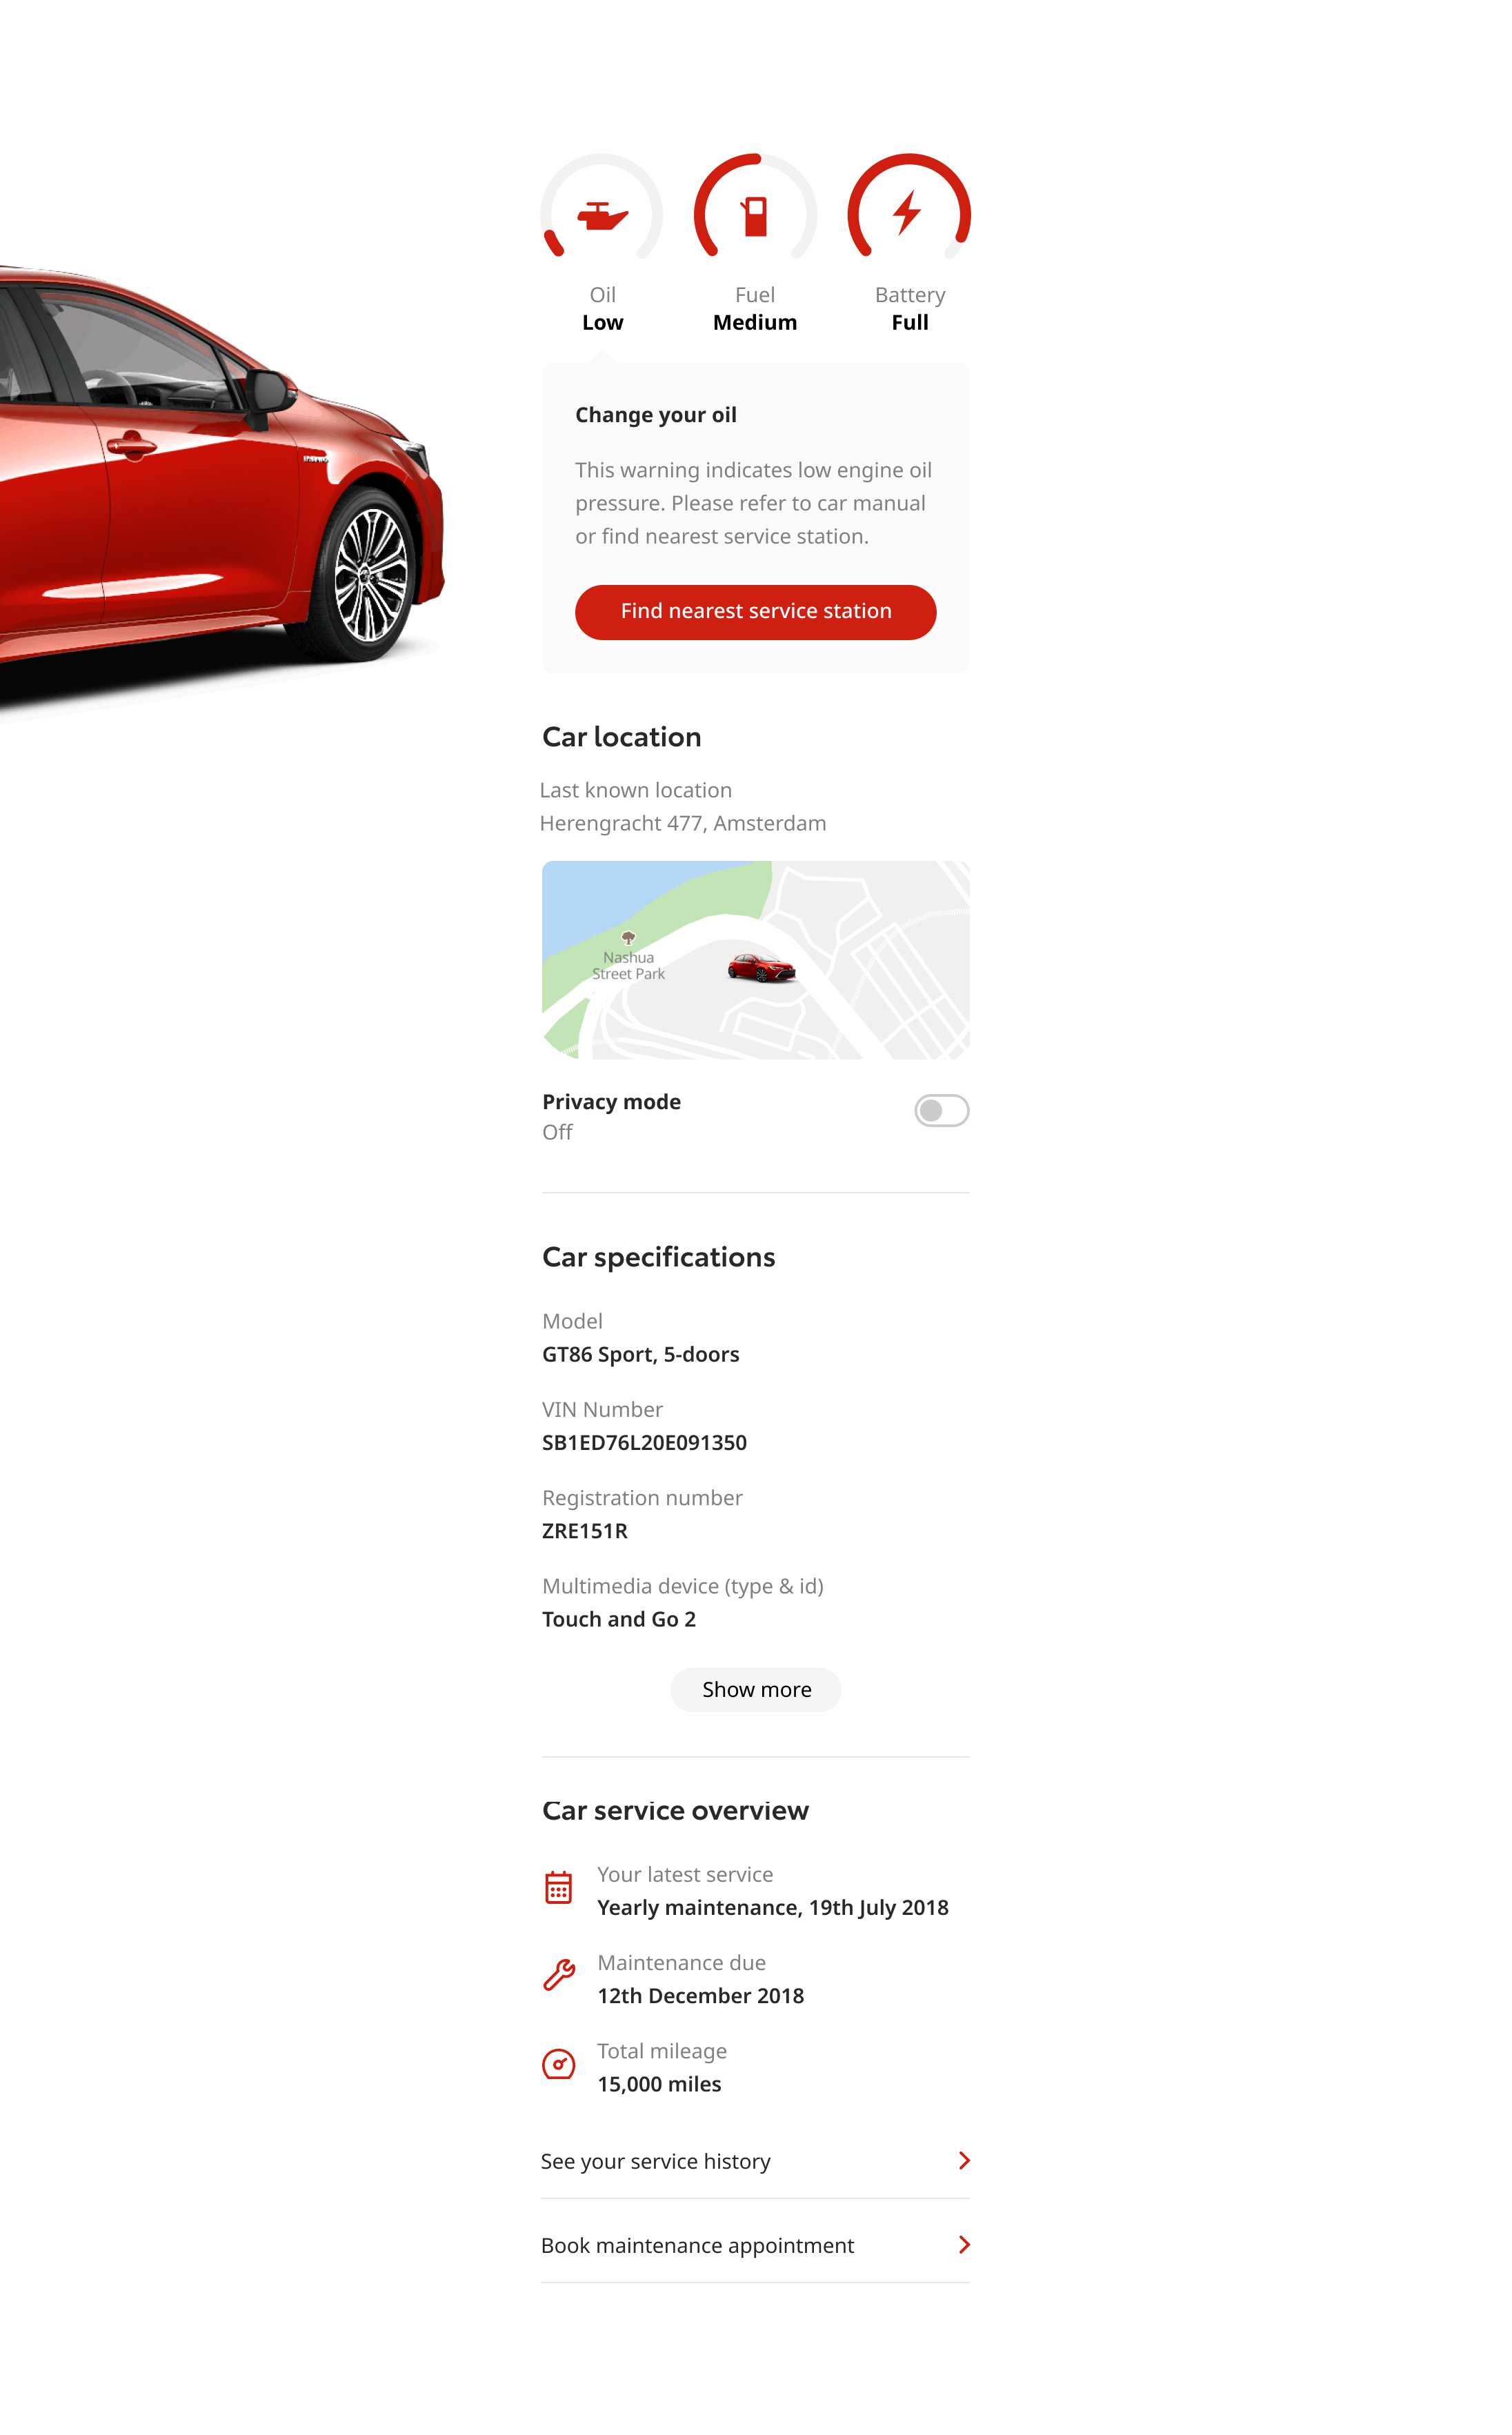 Oil
Low
Fuel
Medium
Battery
Full
Change your oil
This warning indicates low engine oil
pressure. Please refer to car manual
or find nearest service station.
Find nearest service station
Car location
Last known location
Herengracht 477, Amsterdam
Nashua
Street Park
Privacy mode
Off
Car specifications
Model
GT86 Sport, 5-doors
VIN Number
SB1ED76L20E091350
Registration number
ZRE151R
Multimedia device (type & id)
Touch and Go 2
Show more
Car service overview
Your latest service
Yearly maintenance, 19th July 2018
Maintenance due
12th December 2018
Total mileage
15,000 miles
See your service history
Book maintenance appointment